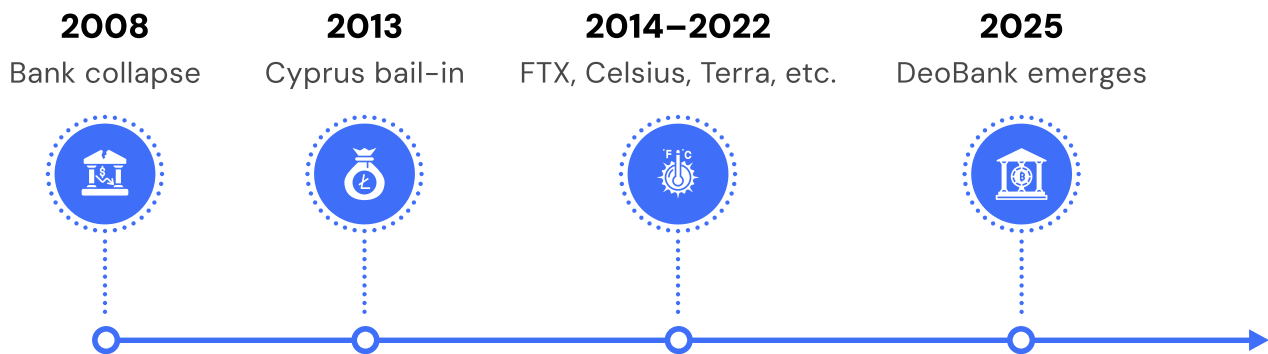 2008
Bank collapse
2013
Cyprus bail-in
2014–2022
FTX, Celsius, Terra, etc.
2025
DeoBank emerges
$
Ł
F C
B